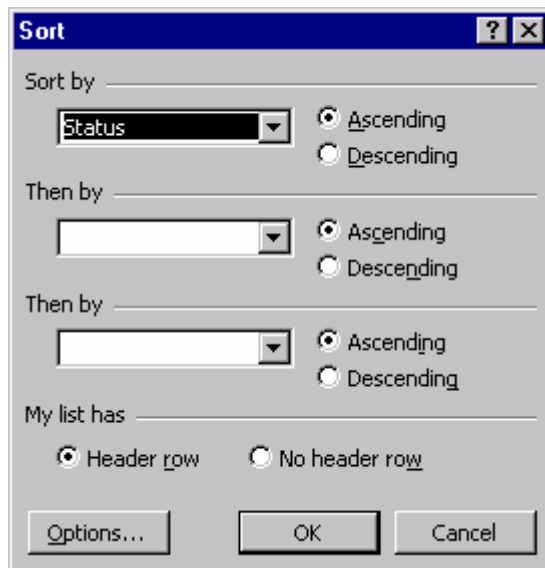 Sort
Sort by
Status
Ascending
Descending
Then by
Ascending
Descending
Then by
Ascending
Descending
My list has
Header row No header row
Options... OK Cancel